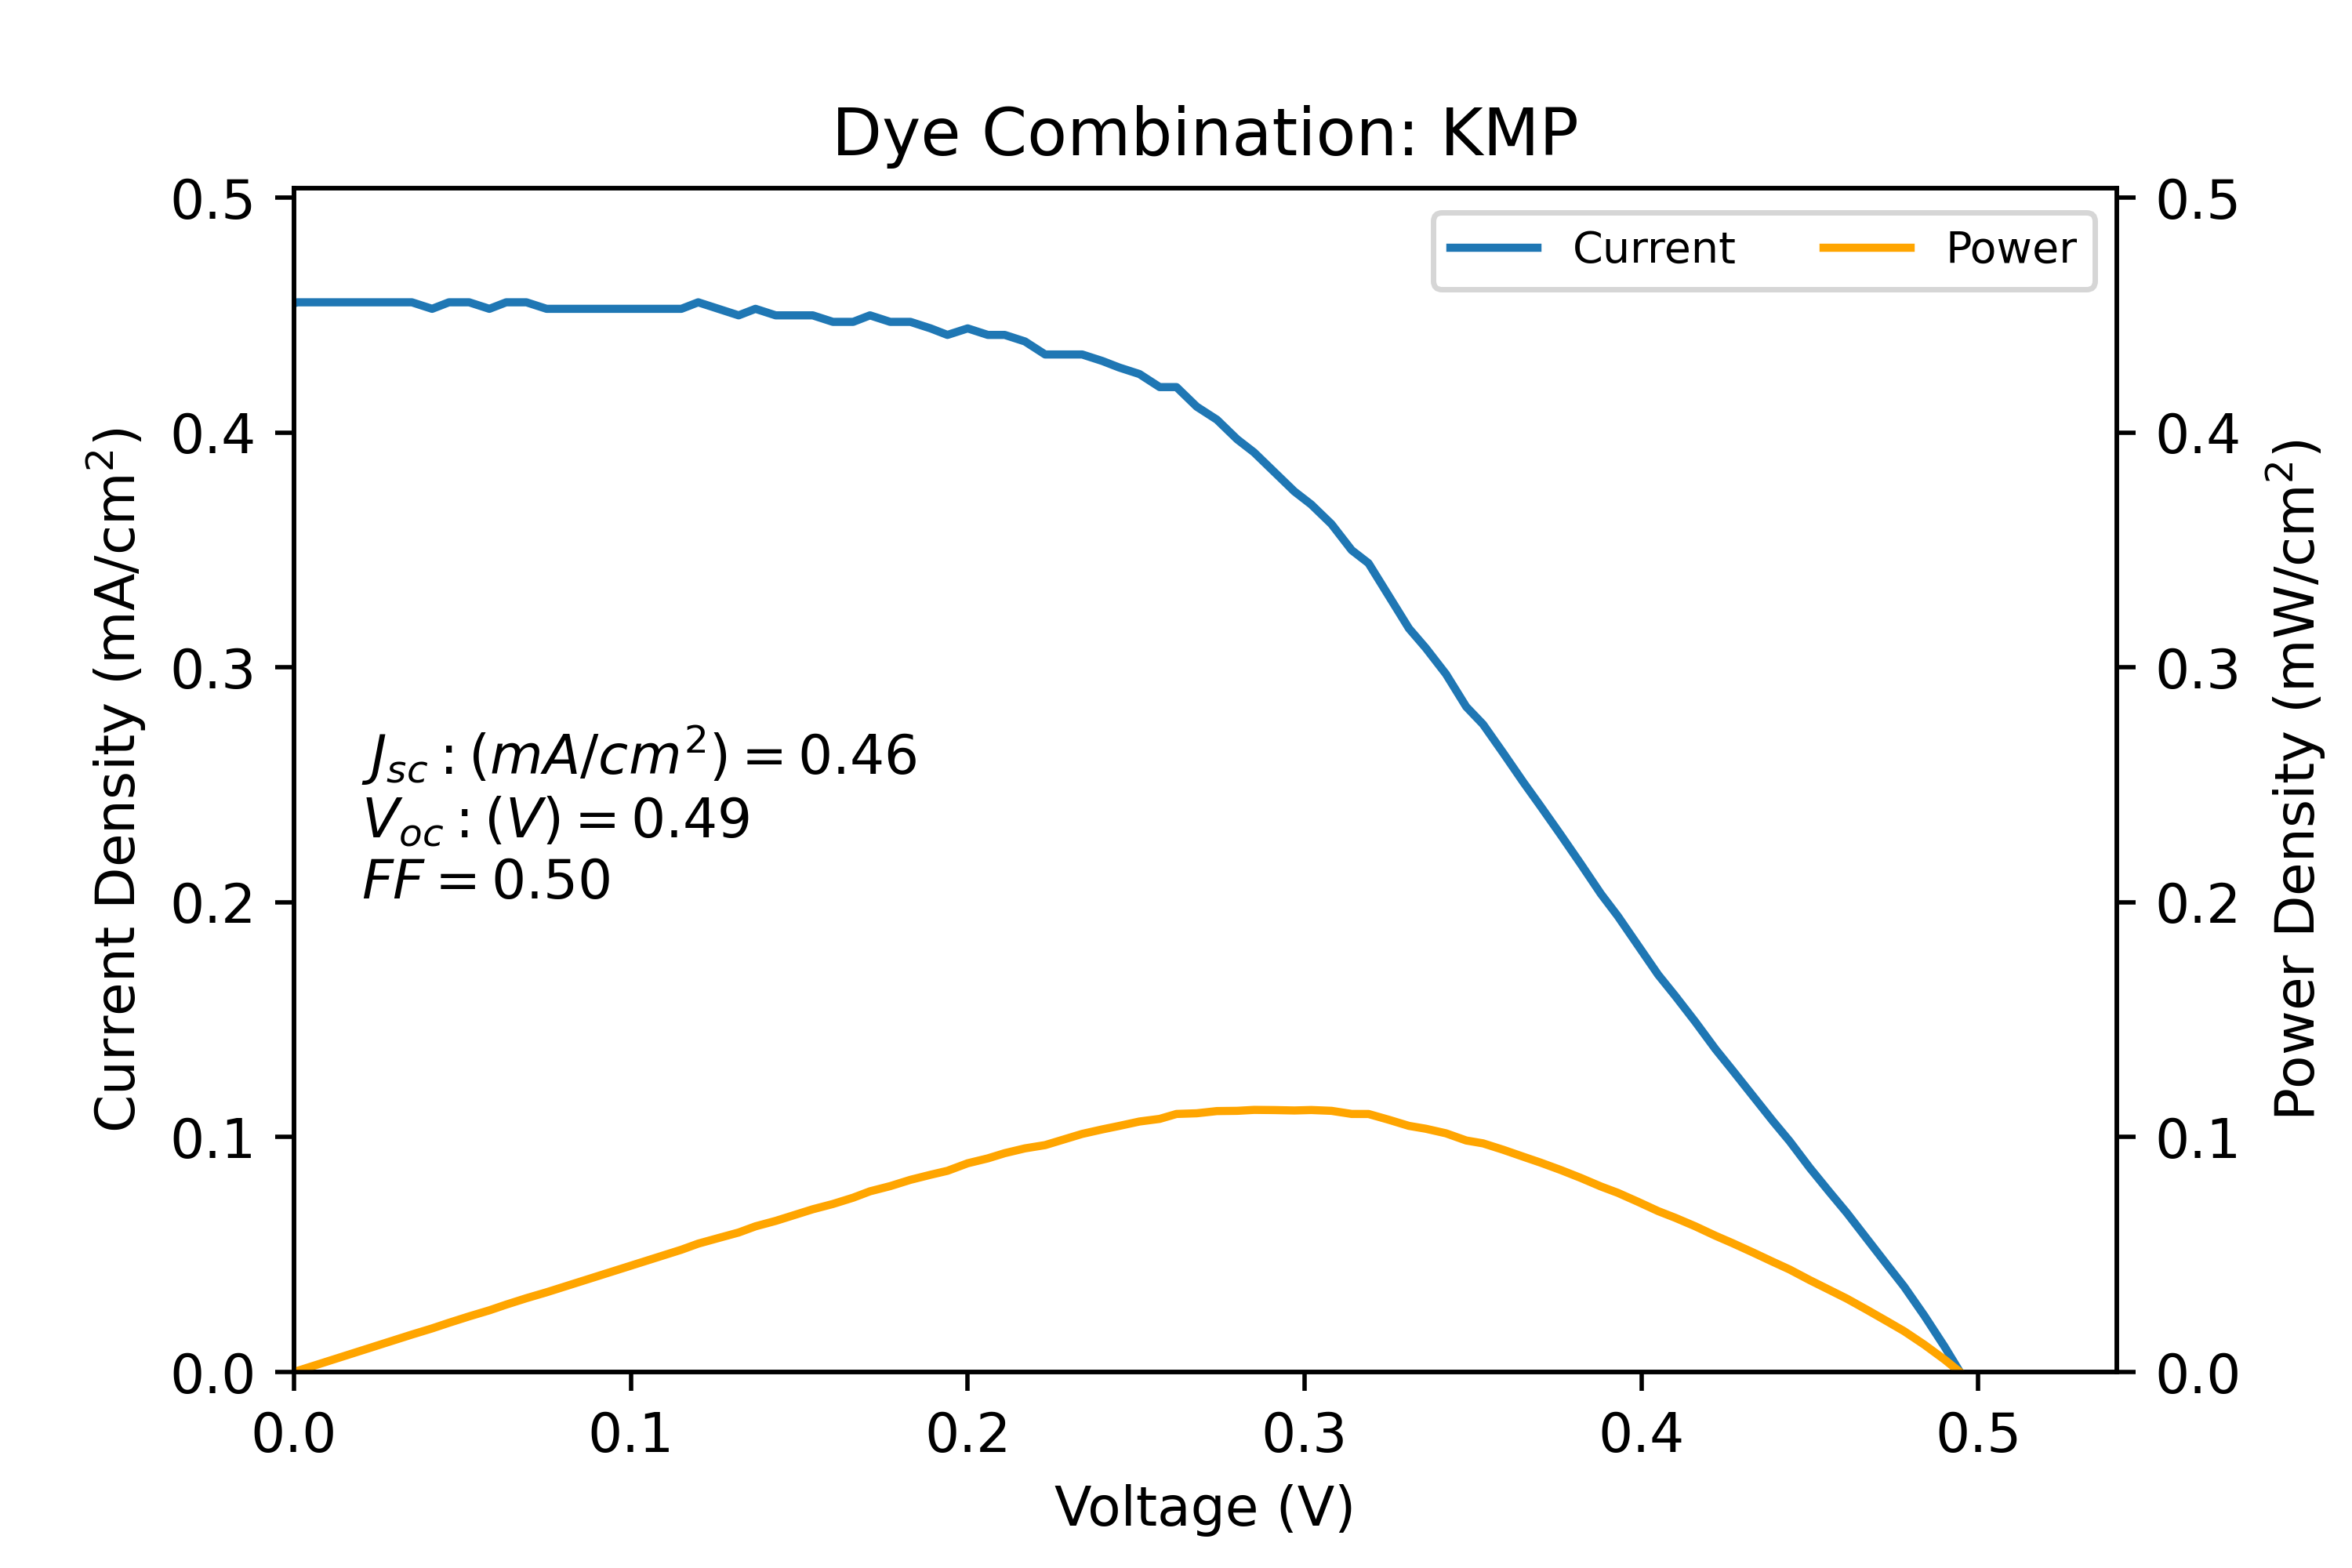 Dye Combination: KMP
0.5
0.4
0.3
0.2
0.1
0.0
Current Density (mA/cm²)
Current
Power
J_sc : (mA/cm²) = 0.46
V_oc : (V) = 0.49
FF = 0.50
0.5
0.4
0.3
0.2
0.1
0.0
Power Density (mW/cm²)
0.0 0.1 0.2 0.3 0.4 0.5
Voltage (V)